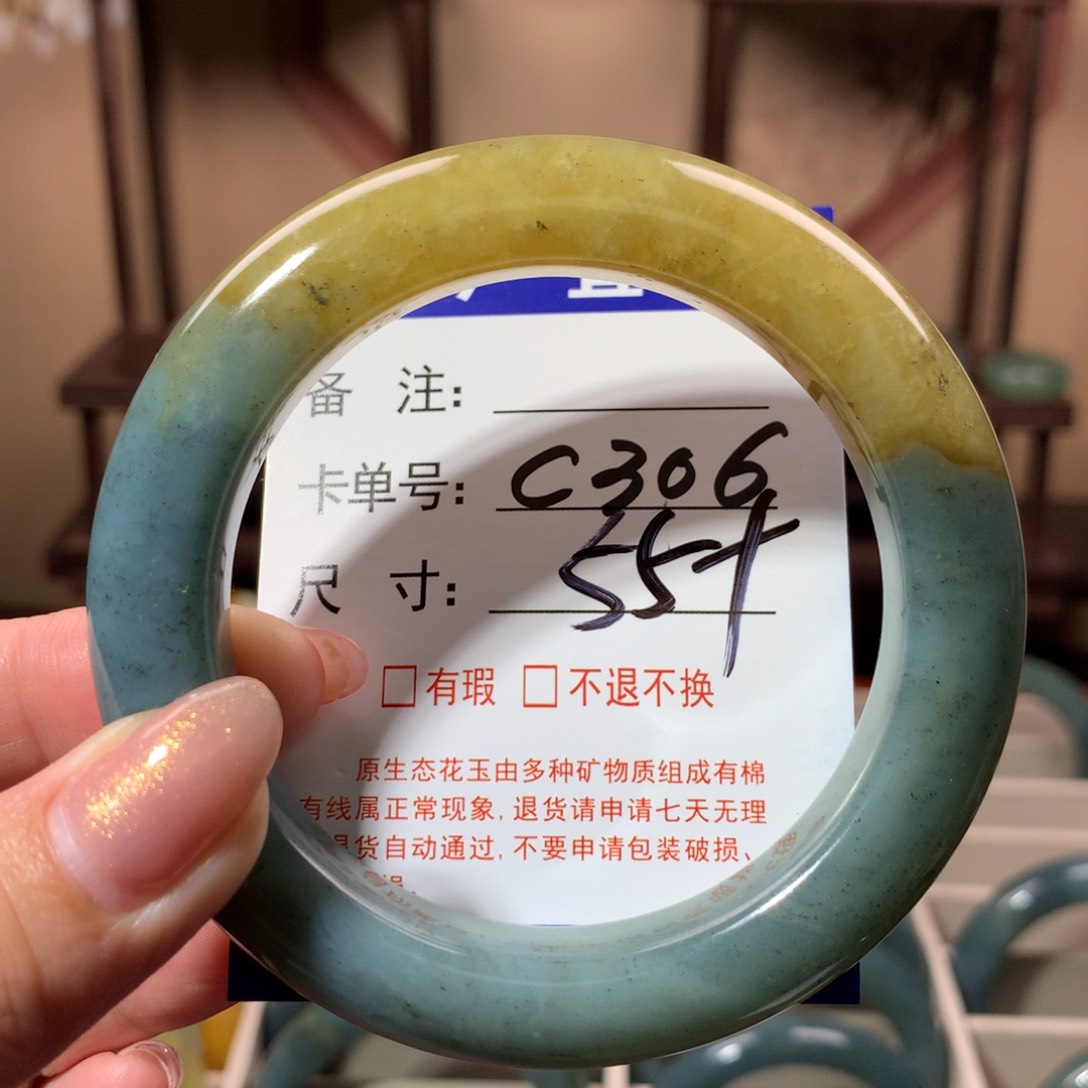 备 注:
卡单号: C306
尺 寸: 55+
□有瑕 □不退不换
原生态花玉由多种矿物质组成有棉
有线属正常现象, 退货请申请七天无理
退货自动通过, 不要申请包装破损、